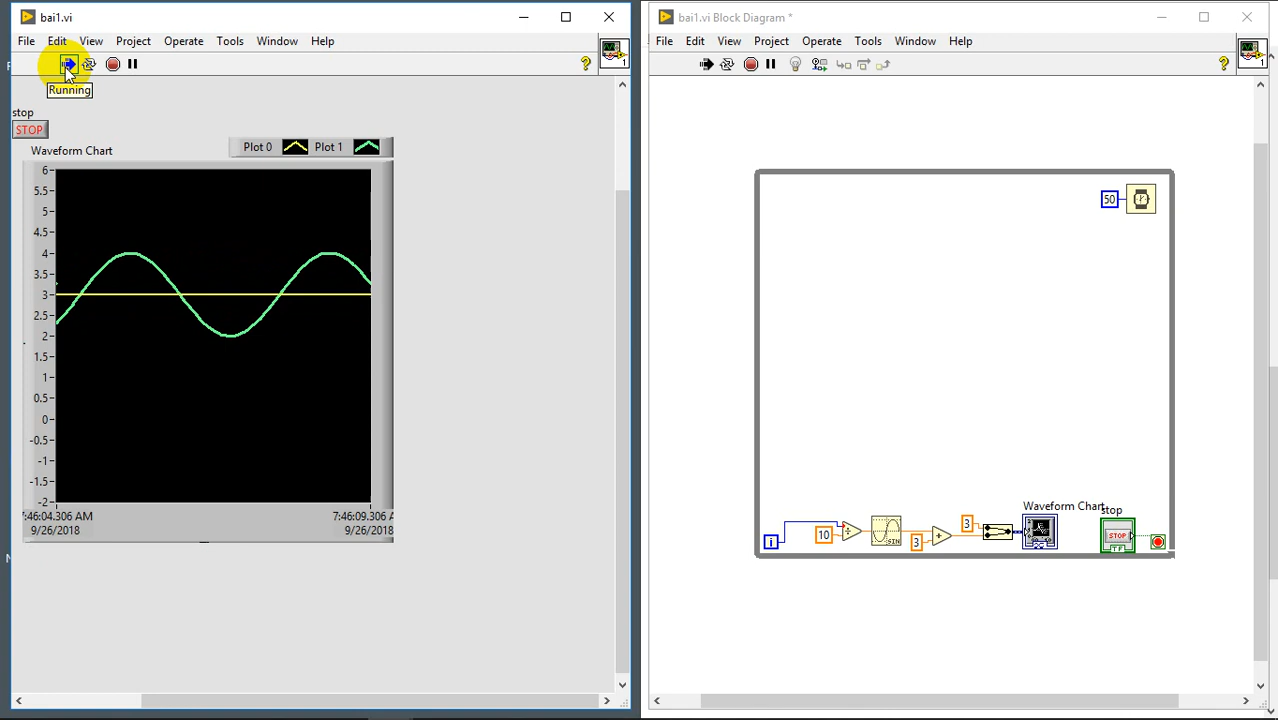 bai1.vi
File Edit View Project Operate Tools Window Help
1
Running
stop
STOP
Waveform Chart
Plot 0 Plot 1
6
5.5
5
4.5
4
3.5
3
2.5
2
1.5
1
0.5
0
-0.5
-1
-1.5
-2
:46:04.306 AM 7:46:09.306 A
9/26/2018 9/26/2018
bai1.vi Block Diagram *
File Edit View Project Operate Tools Window Help
1
50
Waveform Chart
stop
i 10 SIN 3 3 STOP
TF